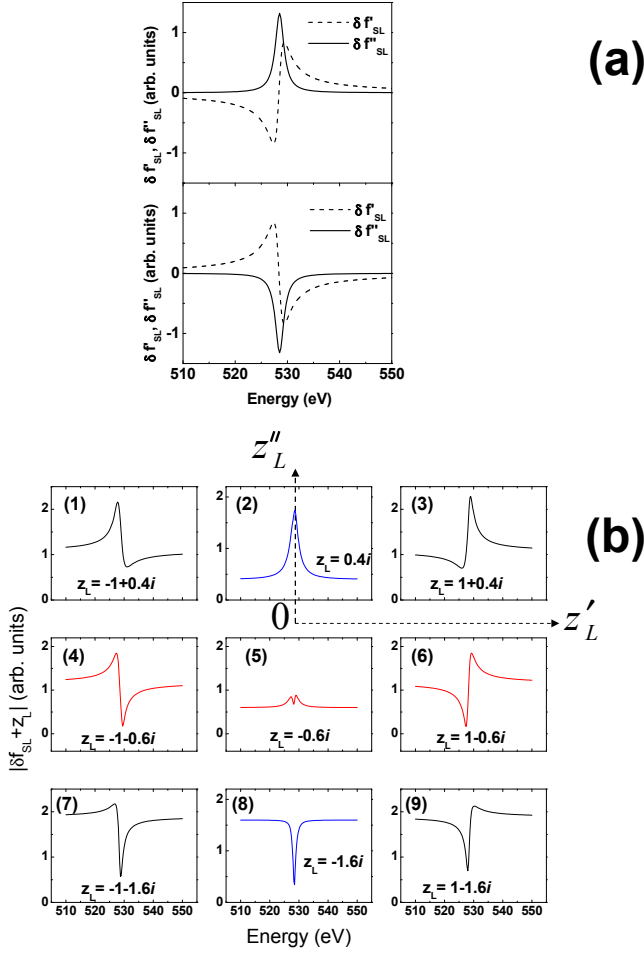 (a)
δ f'SL, δ f''SL (arb. units)
1
0
-1
δ f'SL
δ f''SL
δ f'SL, δ f''SL (arb. units)
1
0
-1
δ f'SL
δ f''SL
510 520 530 540 550
Energy (eV)
(b)
z''L
0
z'L
|δfSL+zL| (arb. units)
2
1
0
(1)
zL= -1+0.4i
2
1
0
(2)
zL= 0.4i
2
1
0
(3)
zL= 1+0.4i
2
1
0
(4)
zL= -1-0.6i
2
1
0
(5)
zL= -0.6i
2
1
0
(6)
zL= 1-0.6i
2
1
0
(7)
zL= -1-1.6i
2
1
0
(8)
zL= -1.6i
2
1
0
(9)
zL= 1-1.6i
510 520 530 540 550
510 520 530 540 550
510 520 530 540 550
Energy (eV)